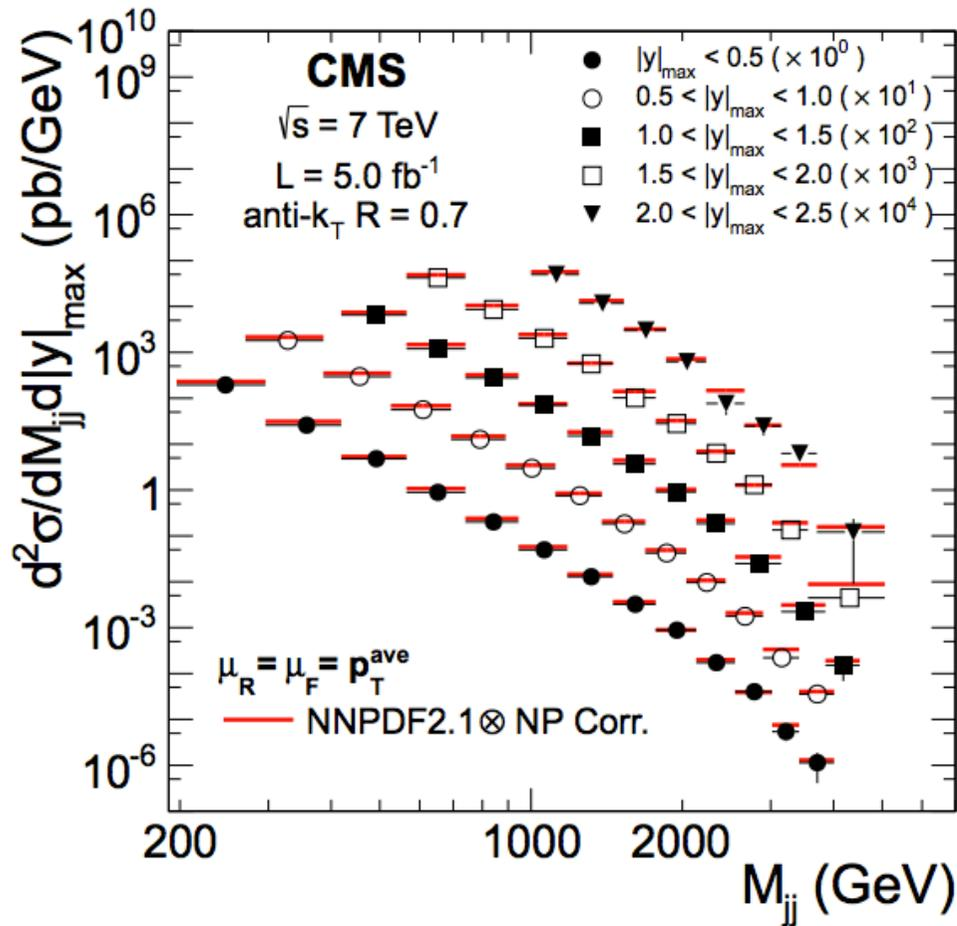 d²σ/dM_jj d|y|_max (pb/GeV)
10¹⁰
10⁹
10⁶
10³
1
10⁻³
10⁻⁶
CMS
√s = 7 TeV
L = 5.0 fb⁻¹
anti-k_T R = 0.7
|y|_max < 0.5 ( × 10⁰ )
0.5 < |y|_max < 1.0 ( × 10¹ )
1.0 < |y|_max < 1.5 ( × 10² )
1.5 < |y|_max < 2.0 ( × 10³ )
2.0 < |y|_max < 2.5 ( × 10⁴ )
μ_R = μ_F = p_T^ave
NNPDF2.1 ⊗ NP Corr.
200 1000 2000
M_jj (GeV)